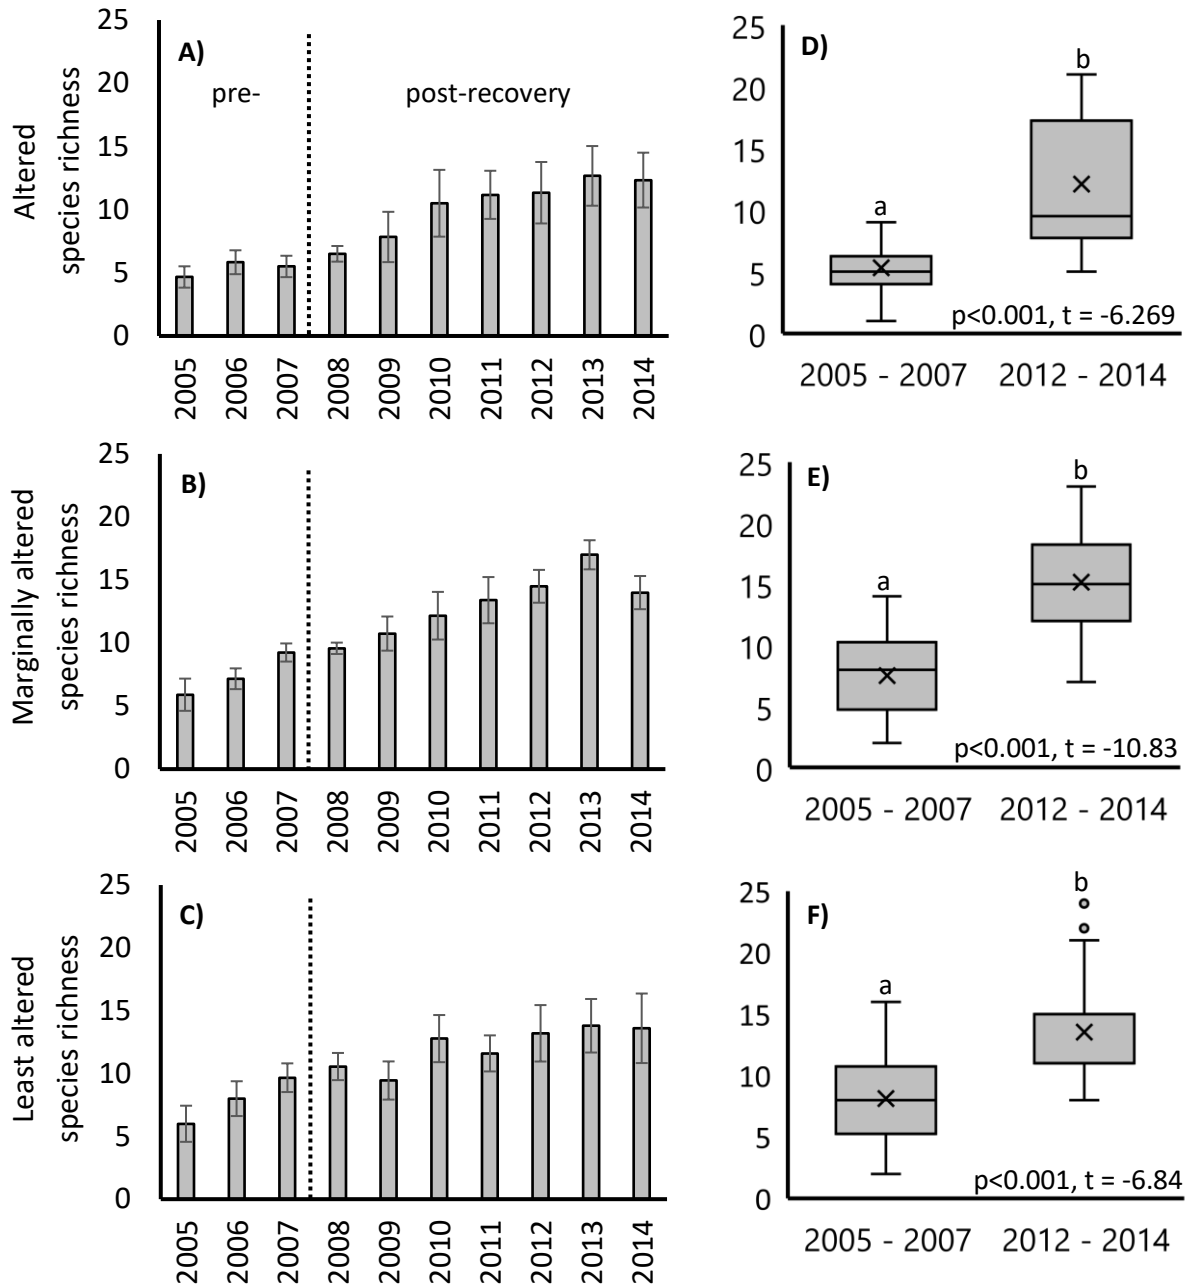 Altered
species richness
25
20
15
10
5
0
A)
pre-
post-recovery
2005
2006
2007
2008
2009
2010
2011
2012
2013
2014
25
20
15
10
5
0
D)
a
b
p<0.001, t = -6.269
2005 - 2007
2012 - 2014
Marginally altered
species richness
25
20
15
10
5
0
B)
2005
2006
2007
2008
2009
2010
2011
2012
2013
2014
25
20
15
10
5
0
E)
a
b
p<0.001, t = -10.83
2005 - 2007
2012 - 2014
Least altered
species richness
25
20
15
10
5
0
C)
2005
2006
2007
2008
2009
2010
2011
2012
2013
2014
25
20
15
10
5
0
F)
a
b
p<0.001, t = -6.84
2005 - 2007
2012 - 2014